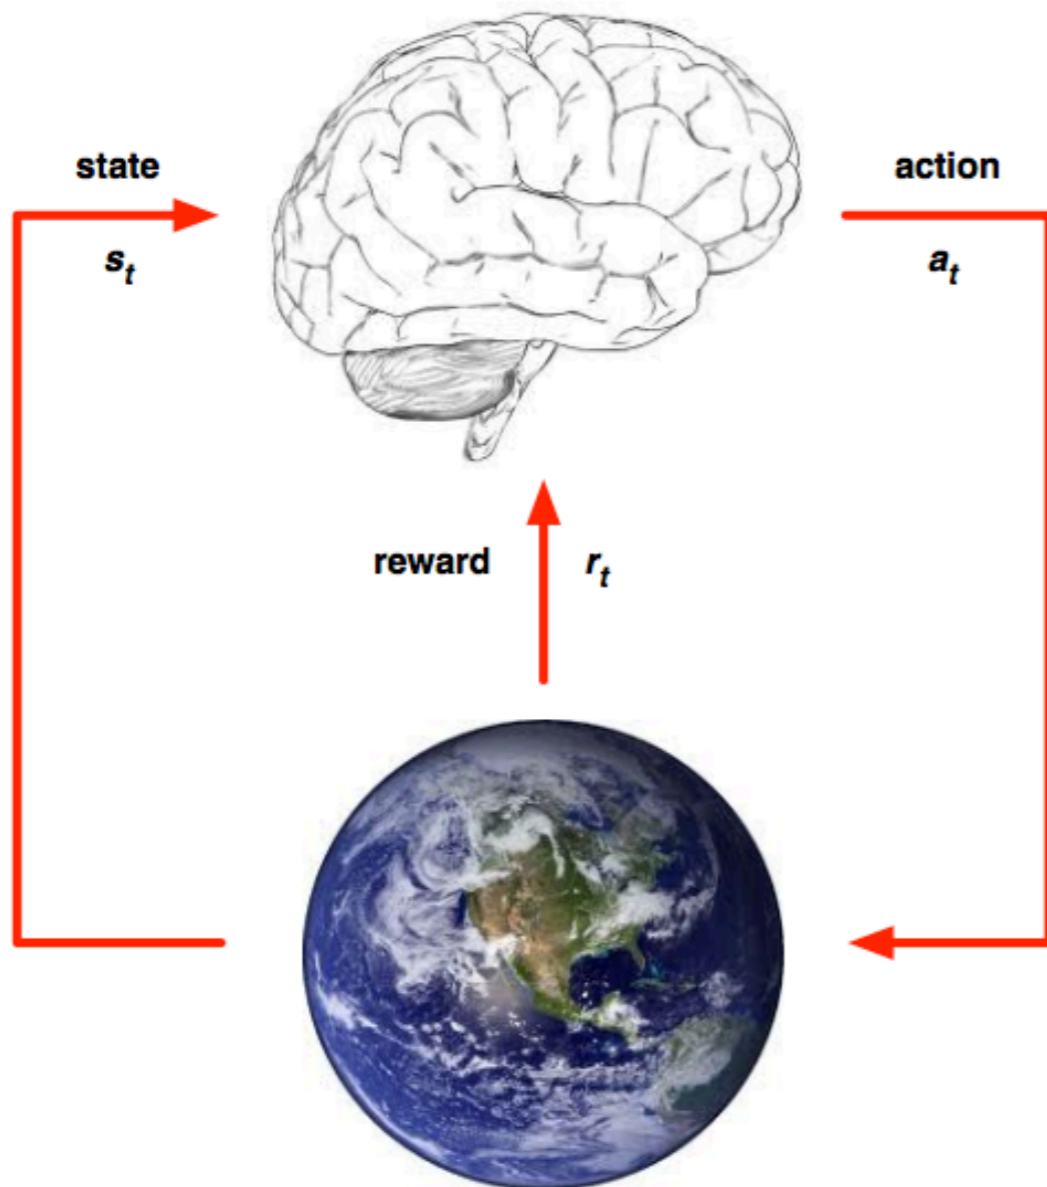 state
s_t
action
a_t
reward r_t